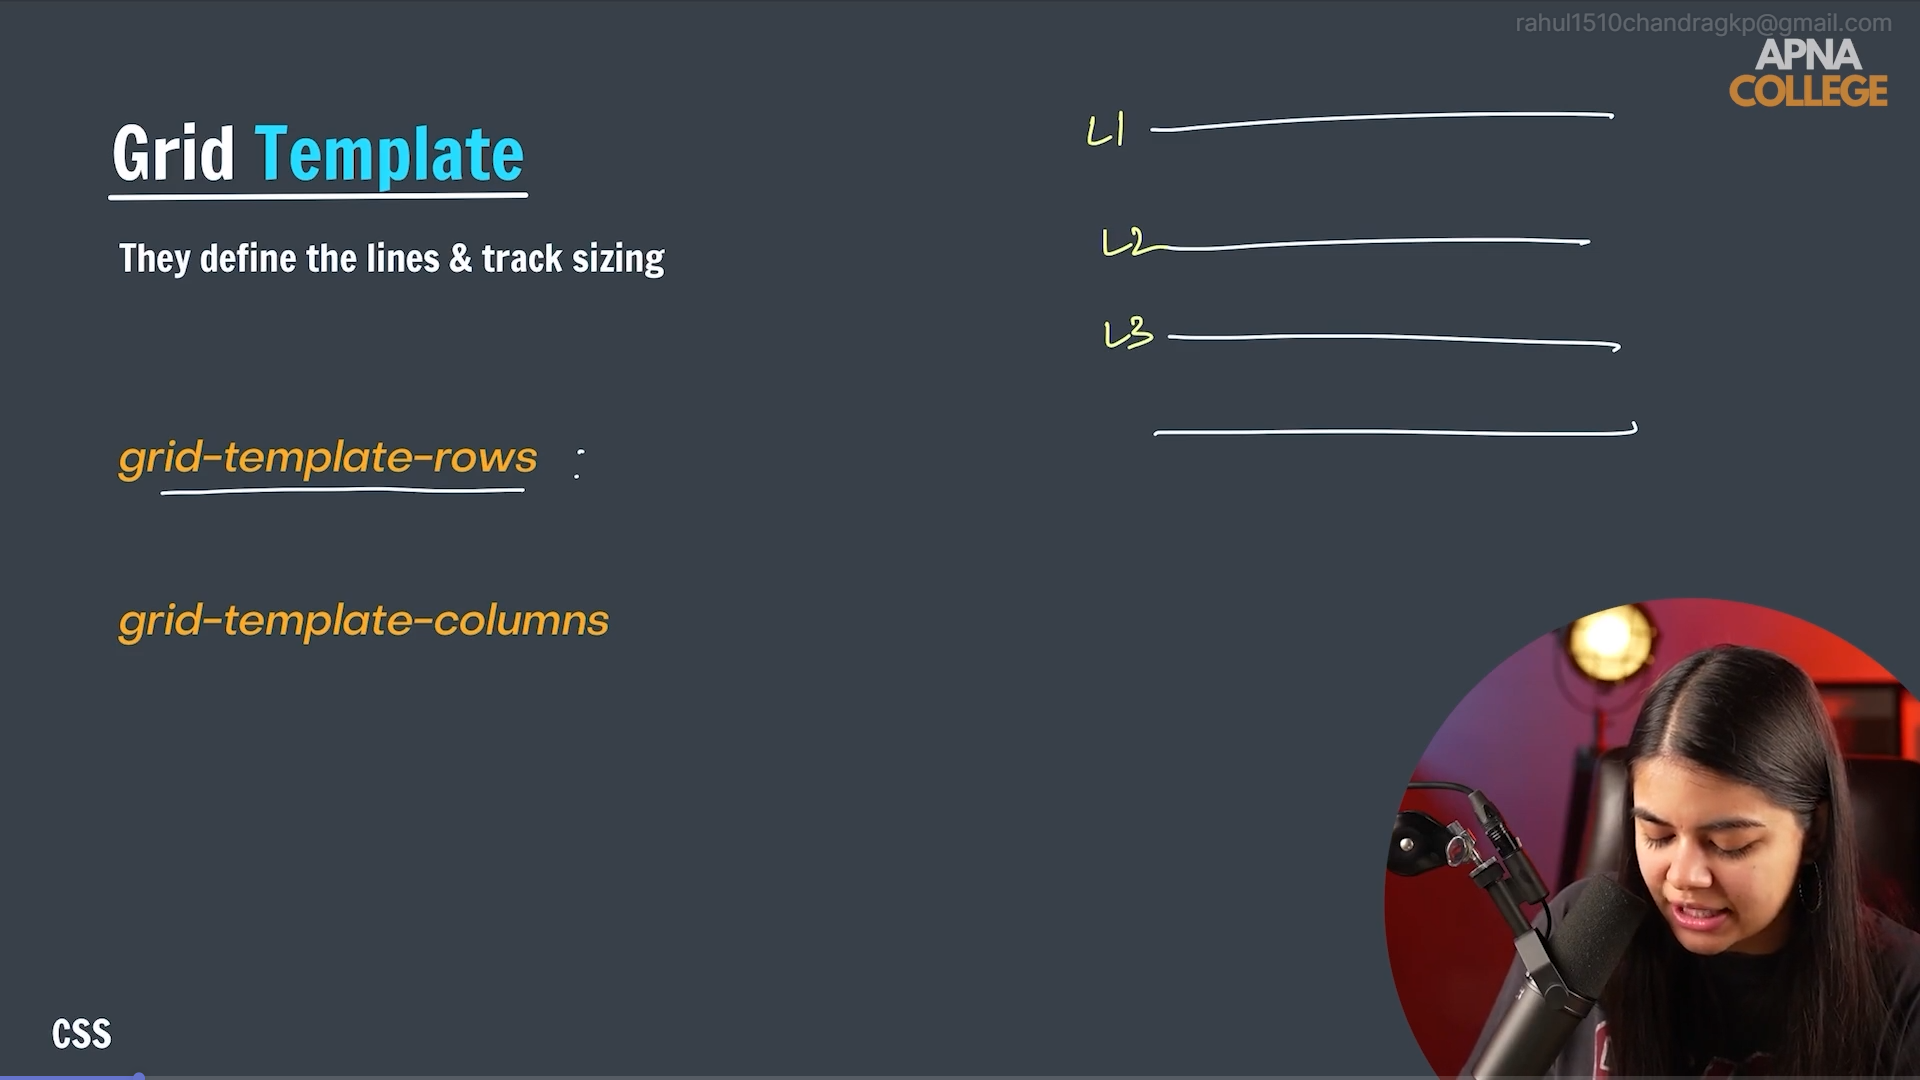 rahul1510chandragkp@gmail.com
APNA
COLLEGE
Grid Template
They define the lines & track sizing
L1
L2
L3
grid-template-rows :
grid-template-columns
CSS